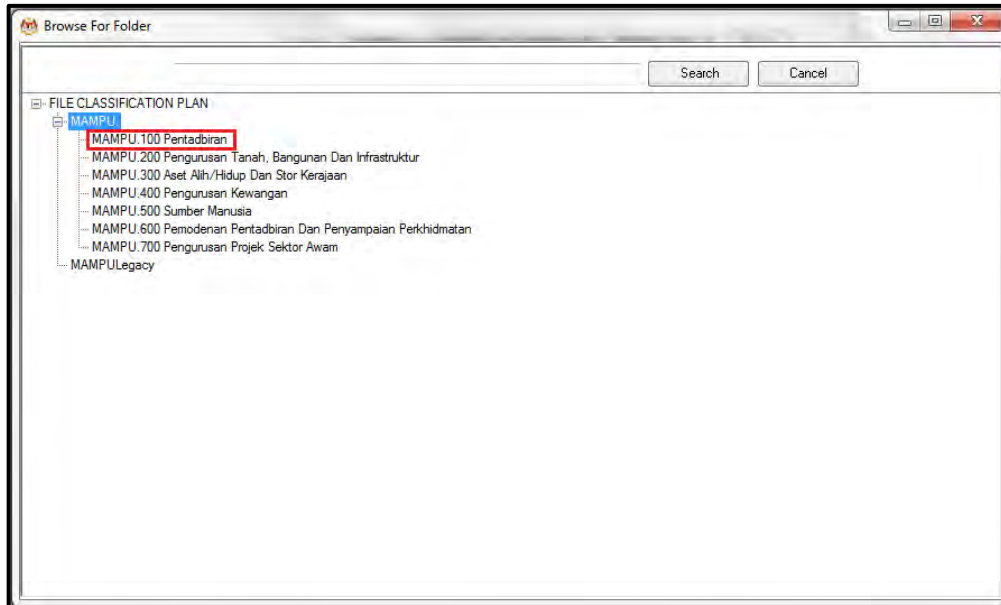 Browse For Folder
Search Cancel
FILE CLASSIFICATION PLAN
MAMPU.
MAMPU.100 Pentadbiran
MAMPU.200 Pengurusan Tanah, Bangunan Dan Infrastruktur
MAMPU.300 Aset Alih/Hidup Dan Stor Kerajaan
MAMPU.400 Pengurusan Kewangan
MAMPU.500 Sumber Manusia
MAMPU.600 Pemodenan Pentadbiran Dan Penyampaian Perkhidmatan
MAMPU.700 Pengurusan Projek Sektor Awam
MAMPULegacy